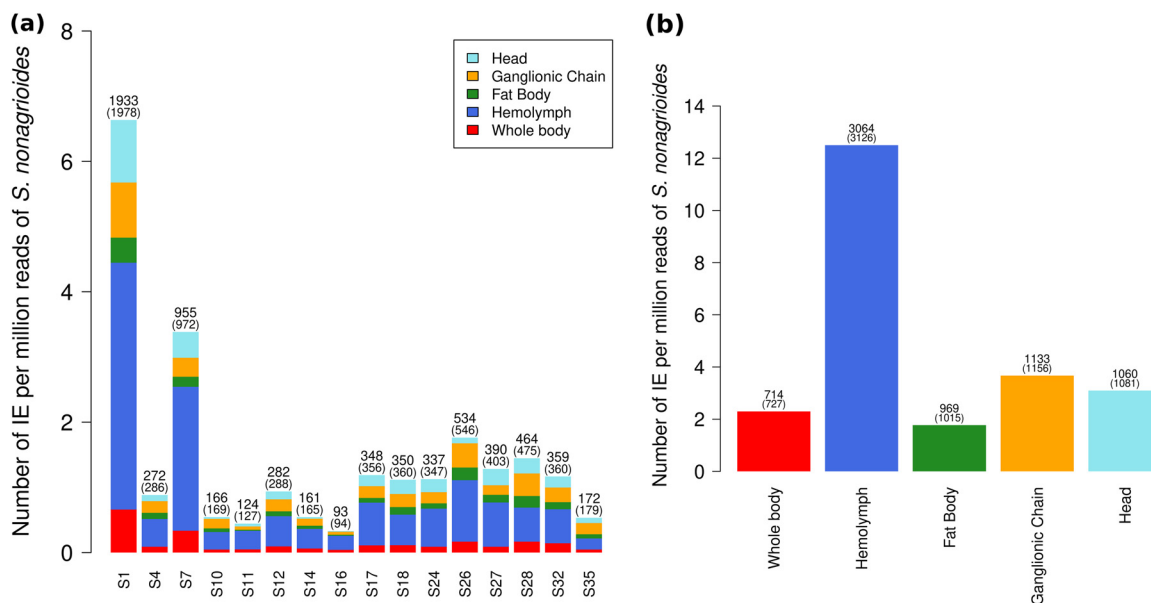 (a)
Number of IE per million reads of S. nonagrioides
8
6
4
2
0
Head
Ganglionic Chain
Fat Body
Hemolymph
Whole body
1933
(1978)
272
(286)
955
(972)
166
(169)
124
(127)
282
(288)
161
(165)
93
(94)
348
(356)
350
(360)
337
(347)
534
(546)
390
(403)
464
(475)
359
(360)
172
(179)
S1
S4
S7
S10
S11
S12
S14
S16
S17
S18
S24
S26
S27
S28
S32
S35
(b)
Number of IE per million reads of S. nonagrioides
14
12
10
8
6
4
2
0
714
(727)
3064
(3126)
969
(1015)
1133
(1156)
1060
(1081)
Whole body
Hemolymph
Fat Body
Ganglionic Chain
Head